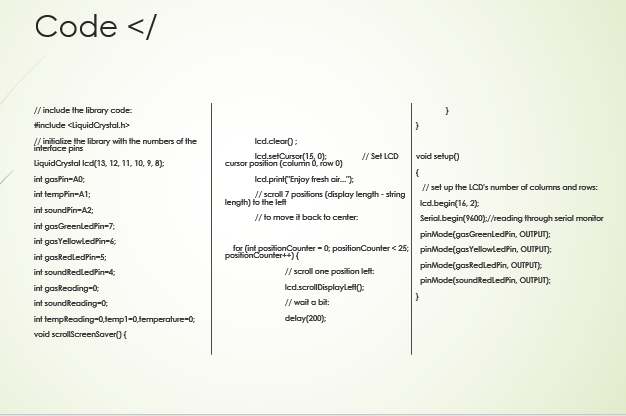 Code </
// include the library code:
#include <LiquidCrystal.h>
// initialize the library with the numbers of the
interface pins
LiquidCrystal lcd(13, 12, 11, 10, 9, 8);
int gasPin=A0;
int tempPin=A1;
int soundPin=A2;
int gasGreenLedPin=7;
int gasYellowLedPin=6;
int gasRedLedPin=5;
int soundRedLedPin=4;
int gasReading=0;
int soundReading=0;
int tempReading=0,temp1=0,temperature=0;
void scrollScreenSaver() {
lcd.clear() ;
lcd.setCursor(15, 0); // Set LCD
cursor position (column 0, row 0)
lcd.print("Enjoy fresh air...");
// scroll 7 positions (display length - string
length) to the left
// to move it back to center:
for (int positionCounter = 0; positionCounter < 25;
positionCounter++) {
// scroll one position left:
lcd.scrollDisplayLeft();
// wait a bit:
delay(200);
}
}
void setup()
{
// set up the LCD's number of columns and rows:
lcd.begin(16, 2);
Serial.begin(9600);//reading through serial monitor
pinMode(gasGreenLedPin, OUTPUT);
pinMode(gasYellowLedPin, OUTPUT);
pinMode(gasRedLedPin, OUTPUT);
pinMode(soundRedLedPin, OUTPUT);
}